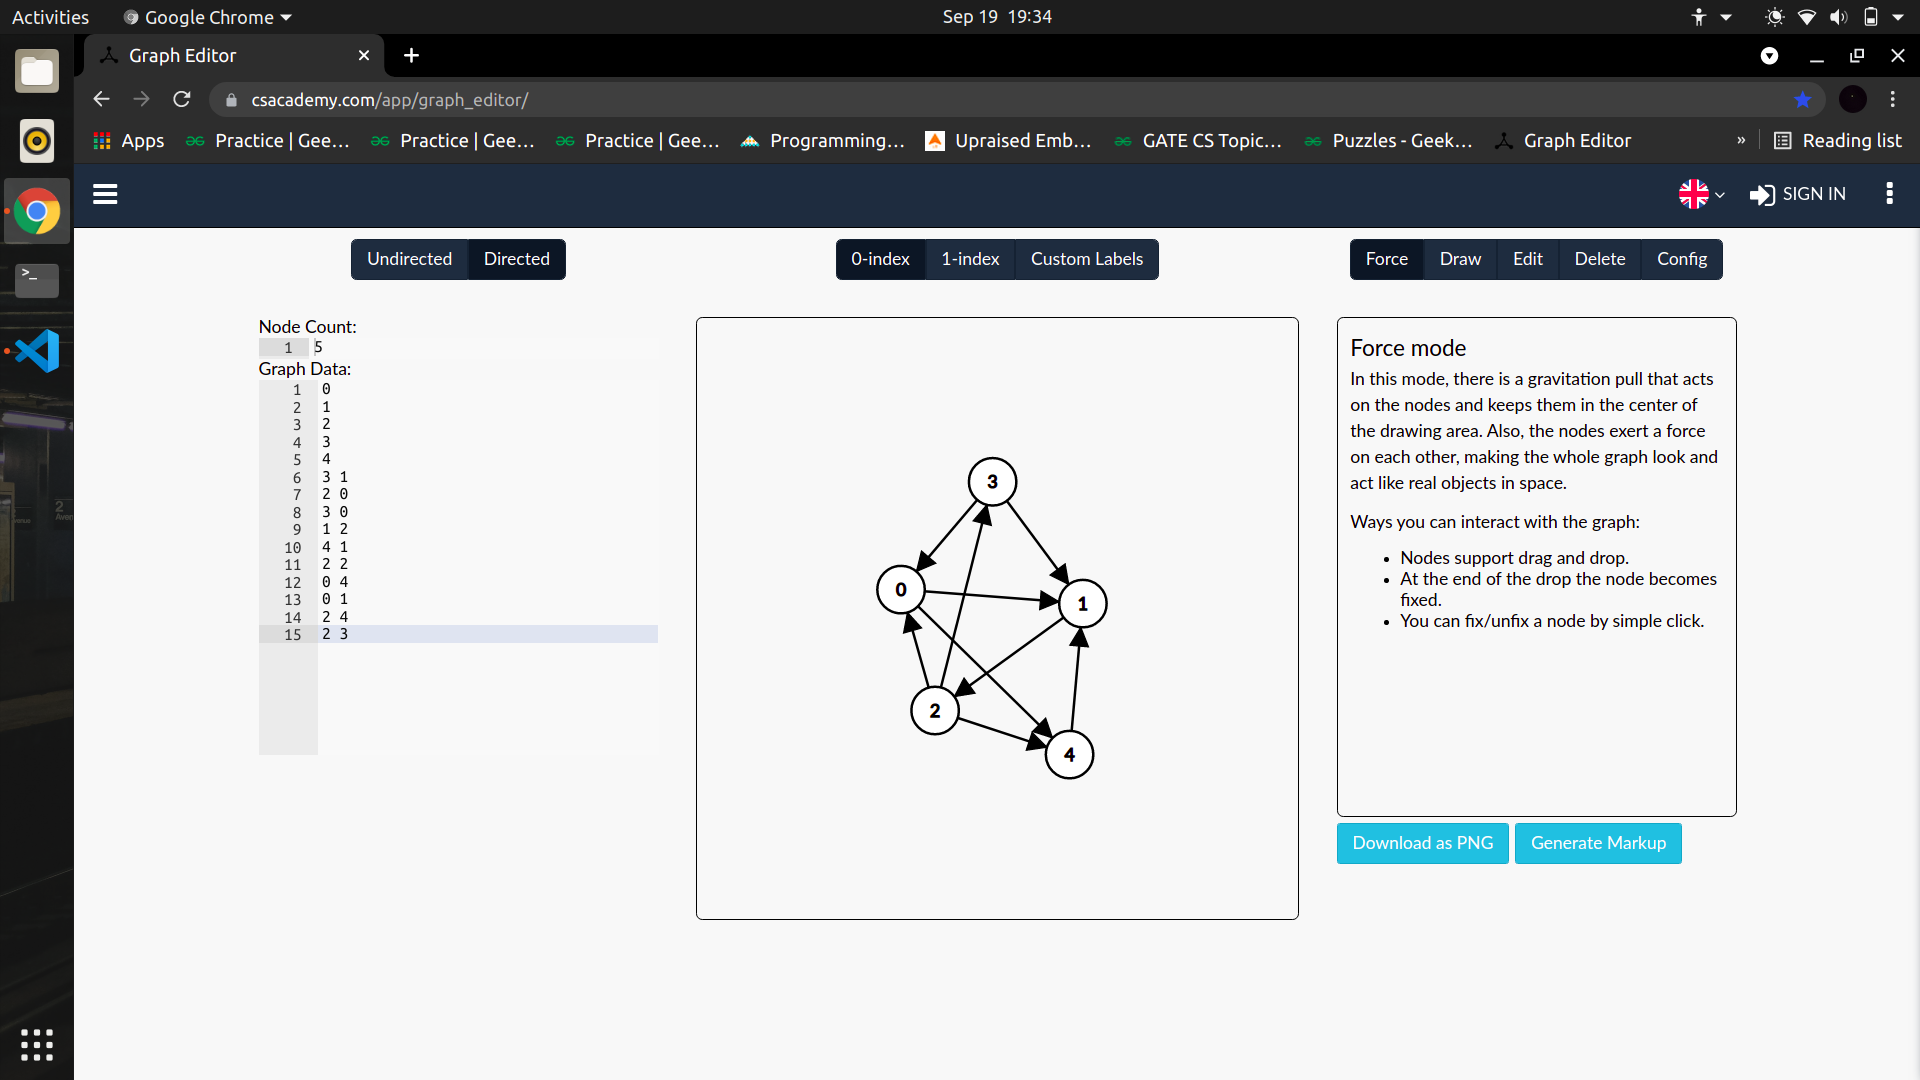 Activities Google Chrome Sep 19 19:34
Graph Editor
csacademy.com/app/graph_editor/
Apps Practice | Gee... Practice | Gee... Practice | Gee... Programming... Upraised Emb... GATE CS Topic... Puzzles - Geek... Graph Editor » Reading list
SIGN IN
Undirected Directed 0-index 1-index Custom Labels Force Draw Edit Delete Config
Node Count:
1 5
Graph Data:
1 0
2 1
3 2
4 3
5 4
6 3 1
7 2 0
8 3 0
9 1 2
10 4 1
11 2 2
12 0 4
13 0 1
14 2 4
15 2 3
3
0
1
2
4
Force mode
In this mode, there is a gravitation pull that acts
on the nodes and keeps them in the center of
the drawing area. Also, the nodes exert a force
on each other, making the whole graph look and
act like real objects in space.
Ways you can interact with the graph:
• Nodes support drag and drop.
• At the end of the drop the node becomes
fixed.
• You can fix/unfix a node by simple click.
Download as PNG Generate Markup